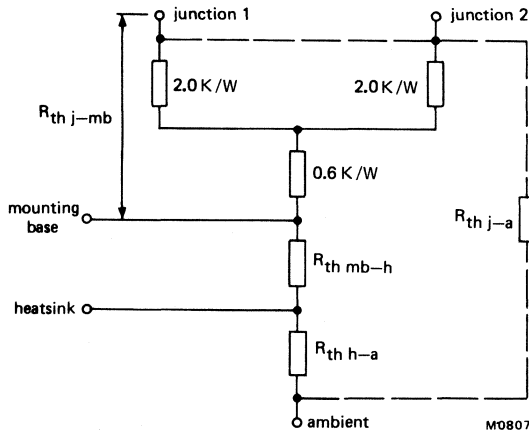 junction 1
junction 2
2.0 K/W
2.0 K/W
R th j–mb
0.6 K/W
mounting
base
R th j–a
R th mb–h
heatsink
R th h–a
ambient
M0807